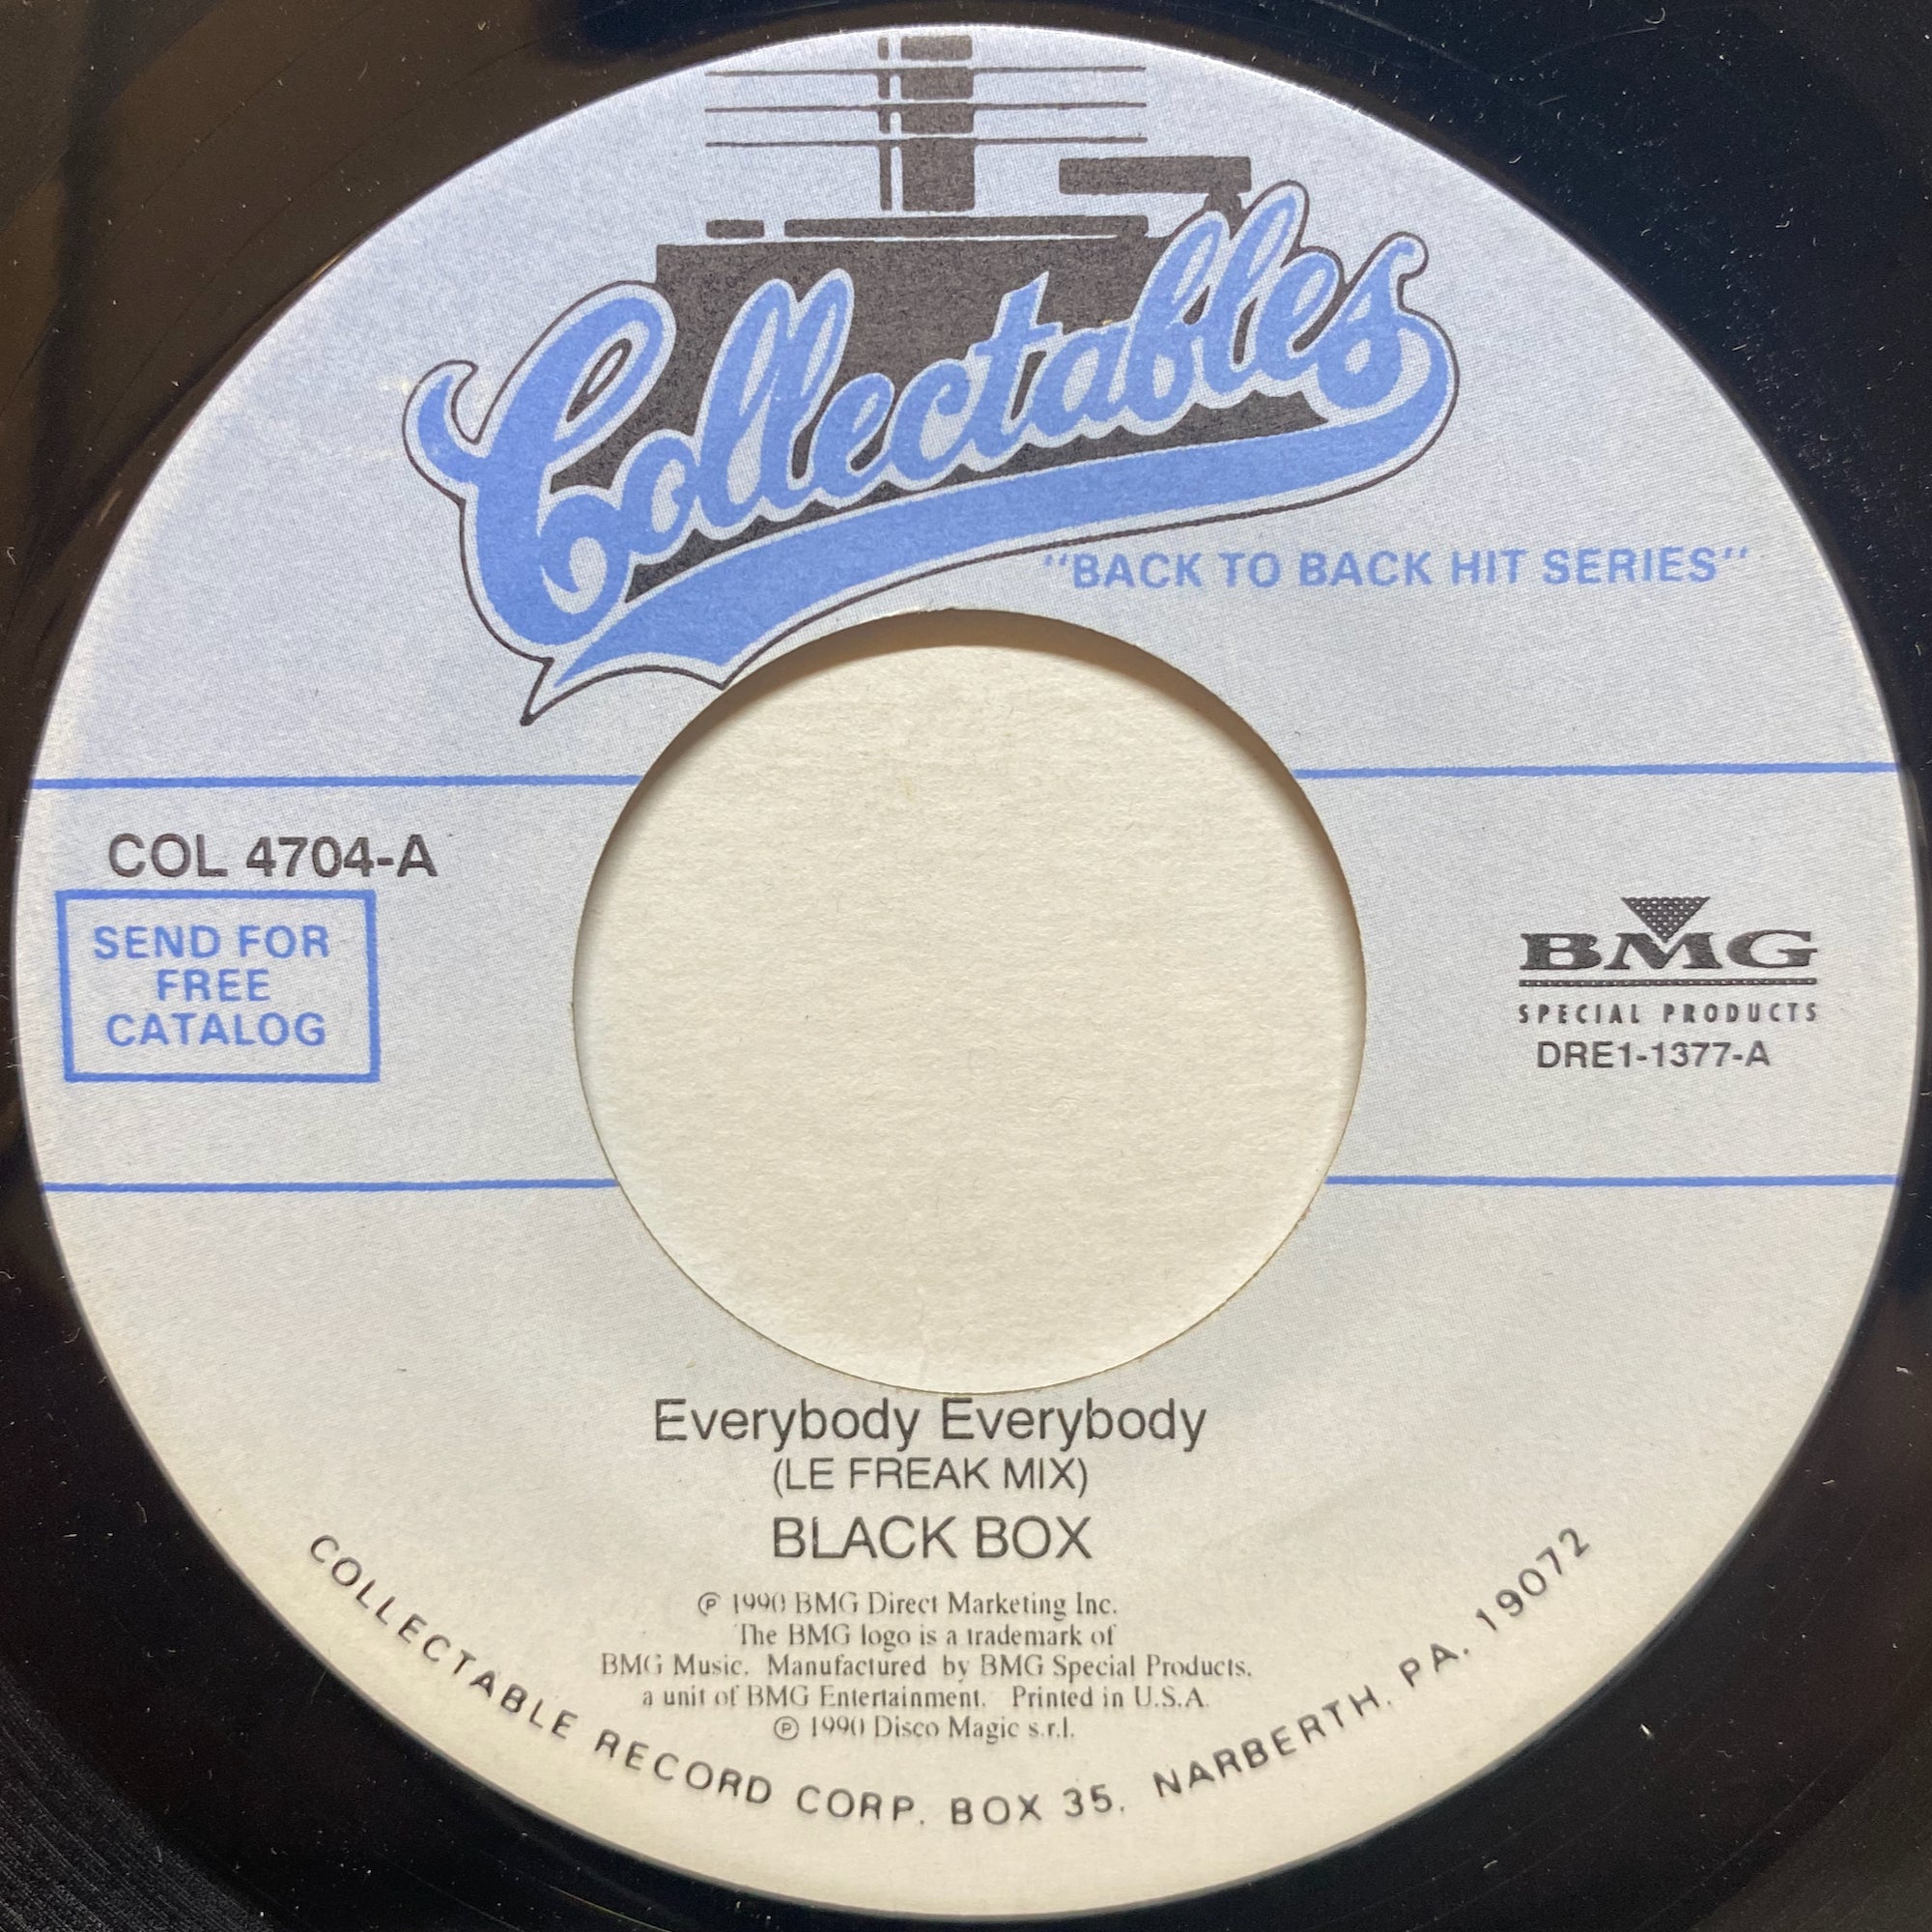 Collectables
"BACK TO BACK HIT SERIES"
COL 4704-A
SEND FOR
FREE
CATALOG
BMG
SPECIAL PRODUCTS
DRE1-1377-A
Everybody Everybody
(LE FREAK MIX)
BLACK BOX
℗ 1990 BMG Direct Marketing Inc.
The BMG logo is a trademark of
BMG Music. Manufactured by BMG Special Products.
a unit of BMG Entertainment. Printed in U.S.A.
℗ 1990 Disco Magic s.r.l.
COLLECTABLE RECORD CORP. BOX 35, NARBERTH, PA. 19072